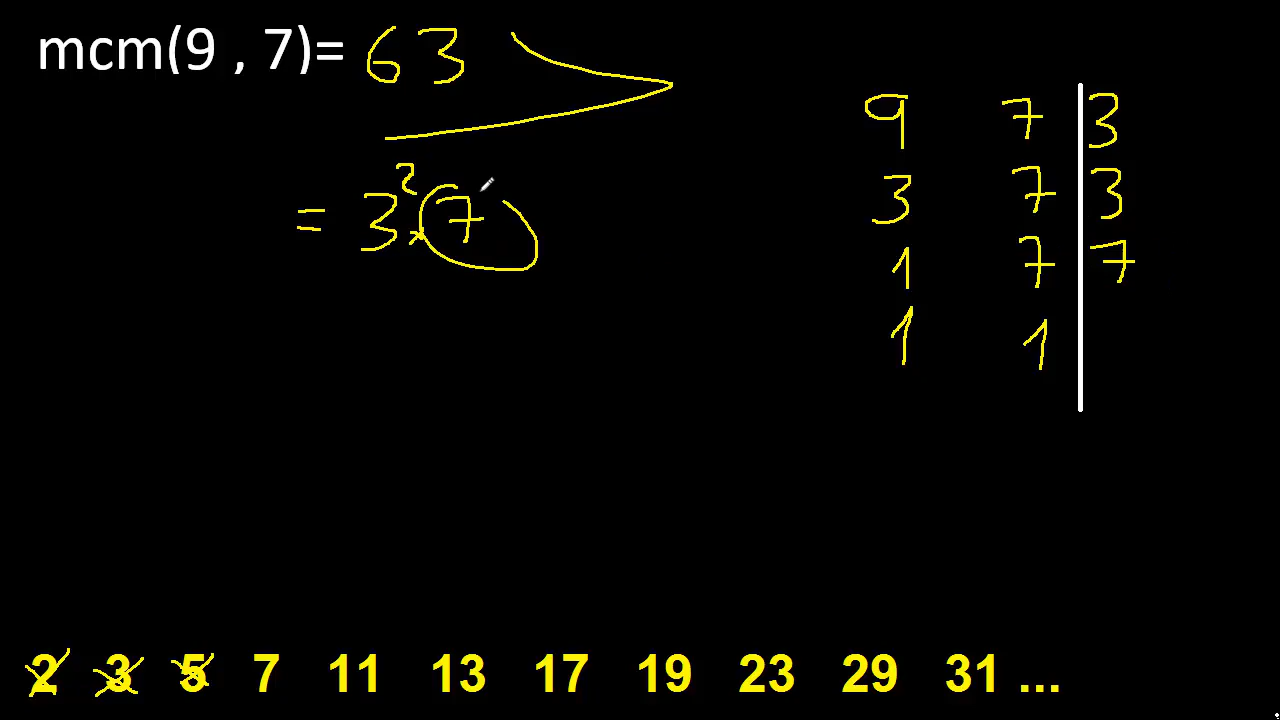 mcm(9 , 7)= 63
= 3² × 7
9 7 | 3
3 7 | 3
1 7 | 7
1 1 |
2 3 5 7 11 13 17 19 23 29 31 ...